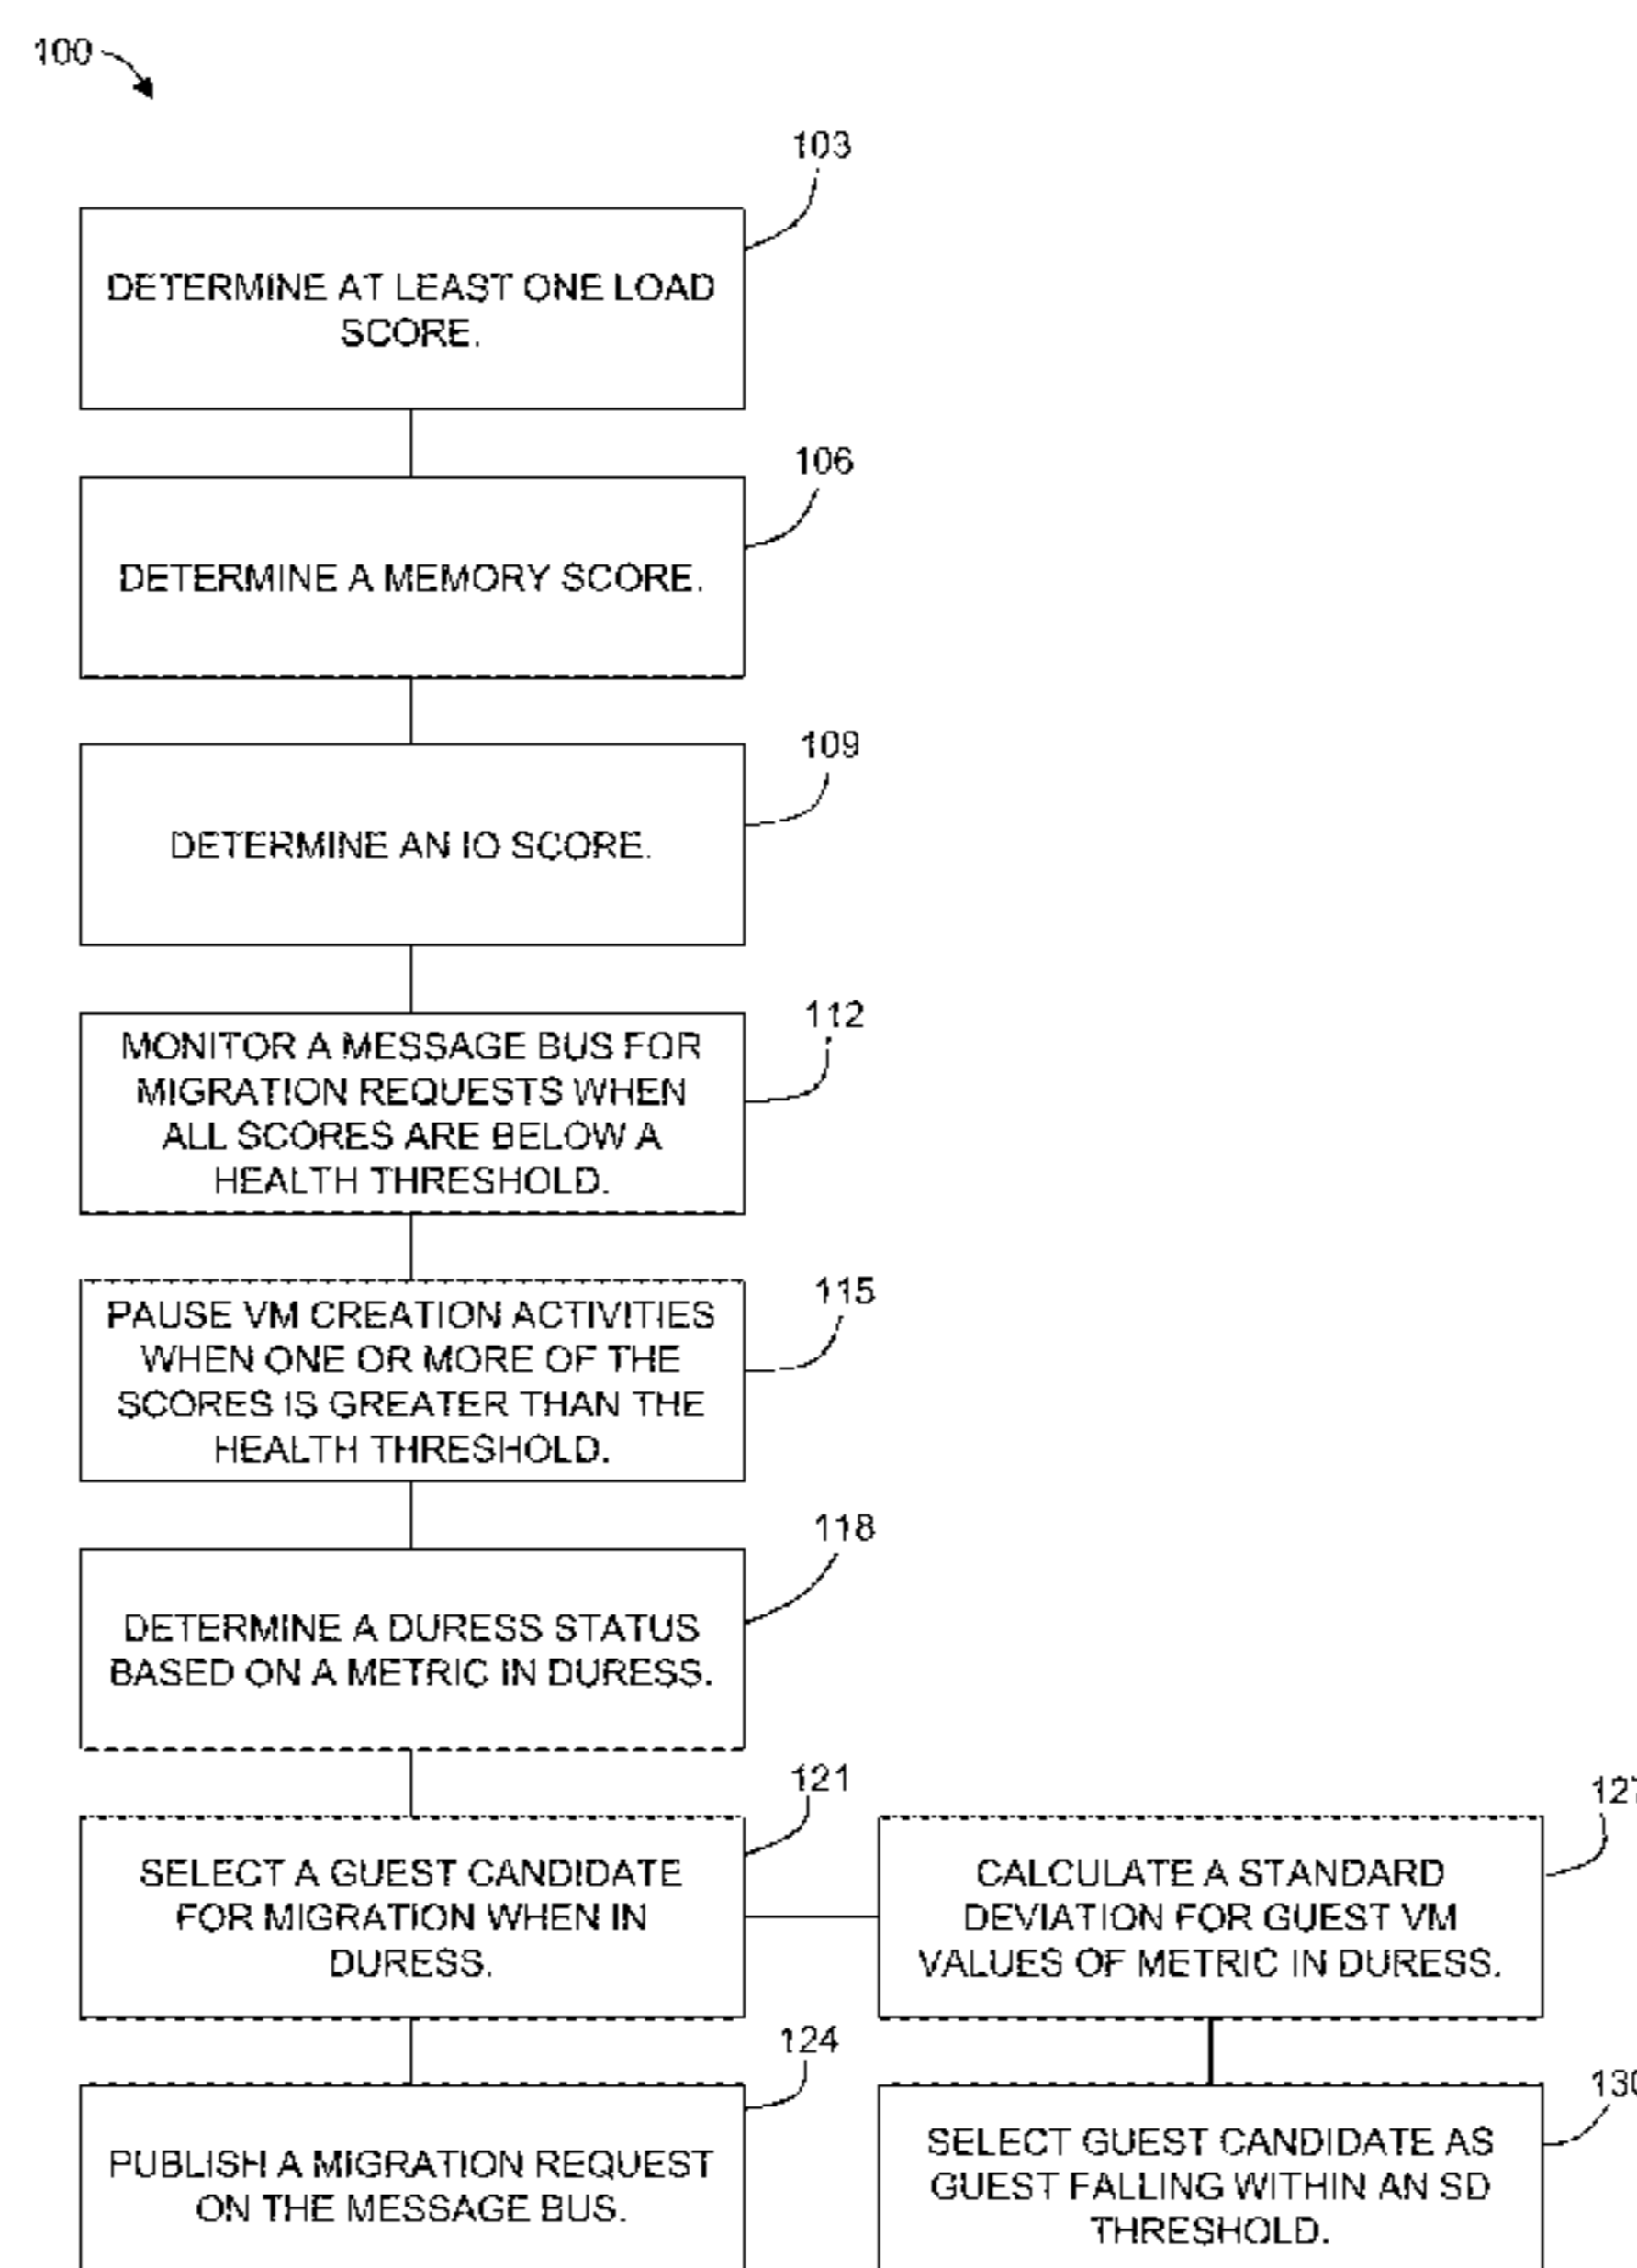 100
103
DETERMINE AT LEAST ONE LOAD
SCORE.
106
DETERMINE A MEMORY SCORE.
109
DETERMINE AN IO SCORE.
112
MONITOR A MESSAGE BUS FOR
MIGRATION REQUESTS WHEN
ALL SCORES ARE BELOW A
HEALTH THRESHOLD.
115
PAUSE VM CREATION ACTIVITIES
WHEN ONE OR MORE OF THE
SCORES IS GREATER THAN THE
HEALTH THRESHOLD.
118
DETERMINE A DURESS STATUS
BASED ON A METRIC IN DURESS.
121
SELECT A GUEST CANDIDATE
FOR MIGRATION WHEN IN
DURESS.
127
CALCULATE A STANDARD
DEVIATION FOR GUEST VM
VALUES OF METRIC IN DURESS.
124
PUBLISH A MIGRATION REQUEST
ON THE MESSAGE BUS.
130
SELECT GUEST CANDIDATE AS
GUEST FALLING WITHIN AN SD
THRESHOLD.